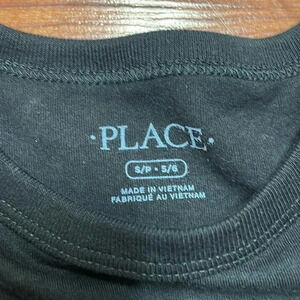 ·PLACE·
S/P · 5/6
MADE IN VIETNAM
FABRIQUÉ AU VIETNAM